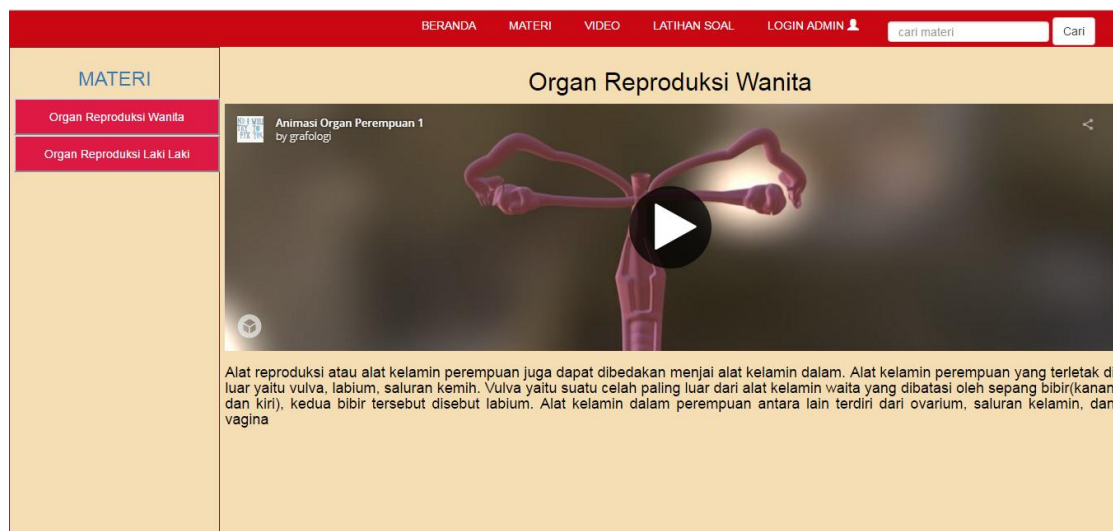 BERANDA MATERI VIDEO LATIHAN SOAL LOGIN ADMIN cari materi Cari
MATERI
Organ Reproduksi Wanita
Organ Reproduksi Laki Laki
Organ Reproduksi Wanita
Animasi Organ Perempuan 1
by grafologi
Alat reproduksi atau alat kelamin perempuan juga dapat dibedakan menjai alat kelamin dalam. Alat kelamin perempuan yang terletak di
luar yaitu vulva, labium, saluran kemih. Vulva yaitu suatu celah paling luar dari alat kelamin waita yang dibatasi oleh sepang bibir(kanan
dan kiri), kedua bibir tersebut disebut labium. Alat kelamin dalam perempuan antara lain terdiri dari ovarium, saluran kelamin, dan
vagina